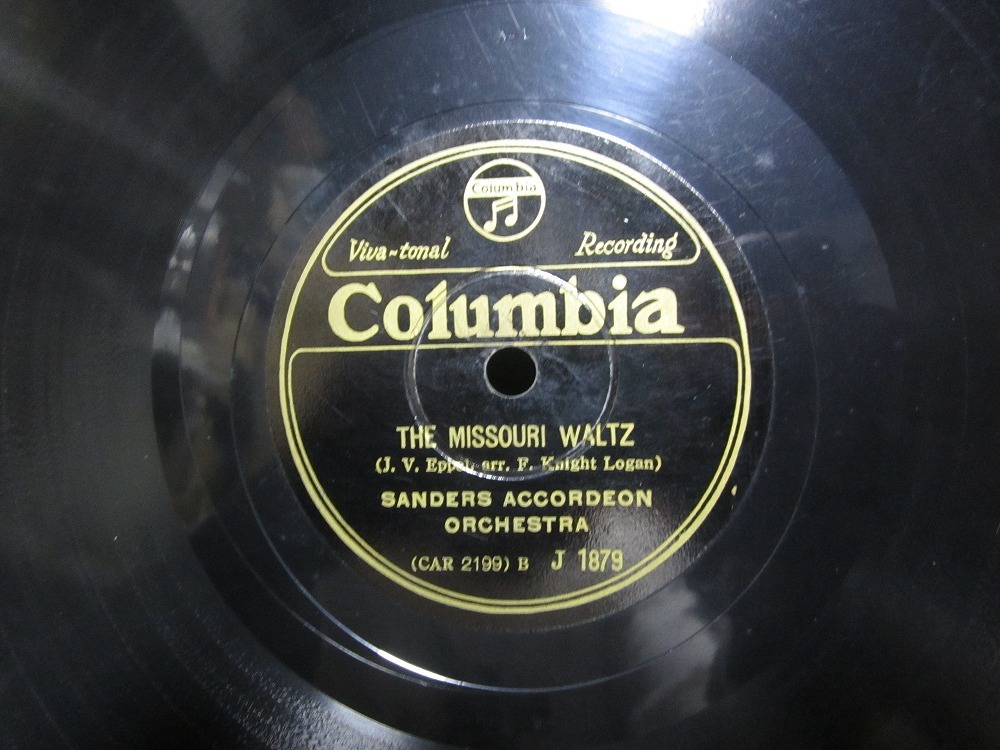 Columbia
Viva-tonal Recording
Columbia
THE MISSOURI WALTZ
(J. V. Eppel, arr. F. Knight Logan)
SANDERS ACCORDEON
ORCHESTRA
(CAR 2199) B J 1879